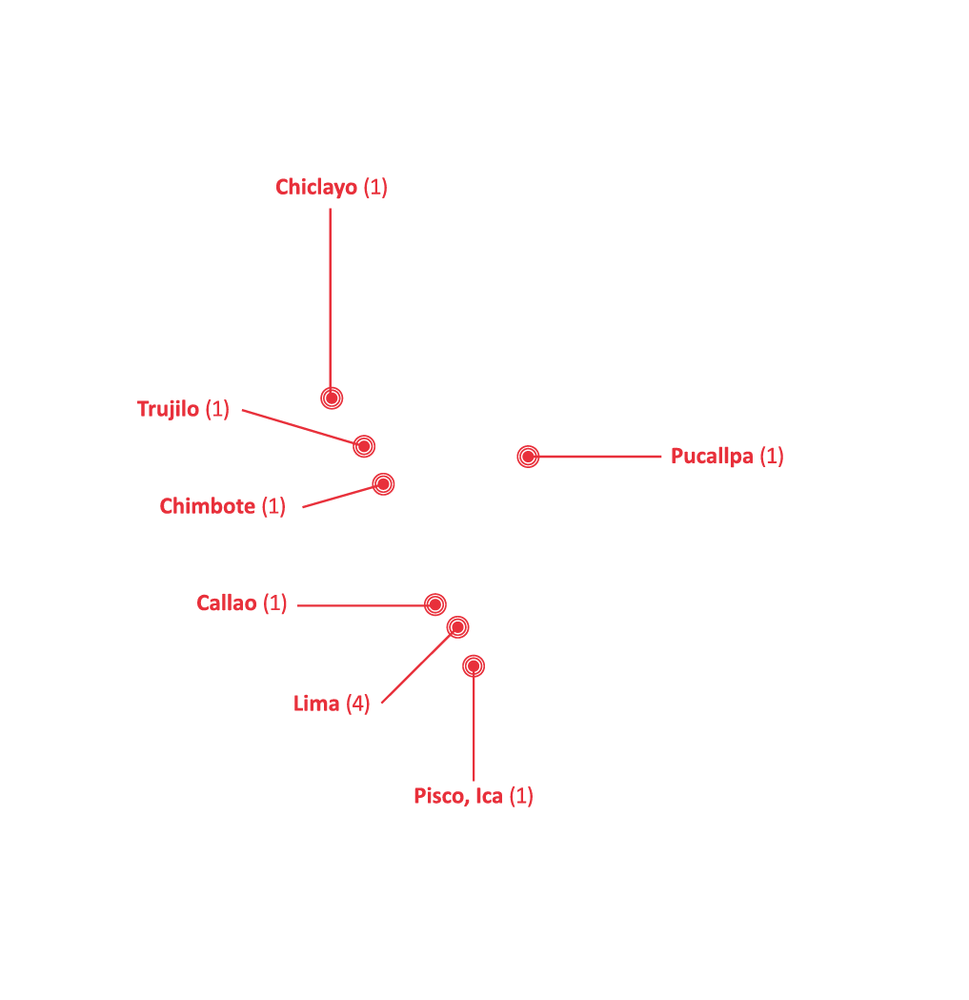 Chiclayo (1)
Trujilo (1)
Pucallpa (1)
Chimbote (1)
Callao (1)
Lima (4)
Pisco, Ica (1)